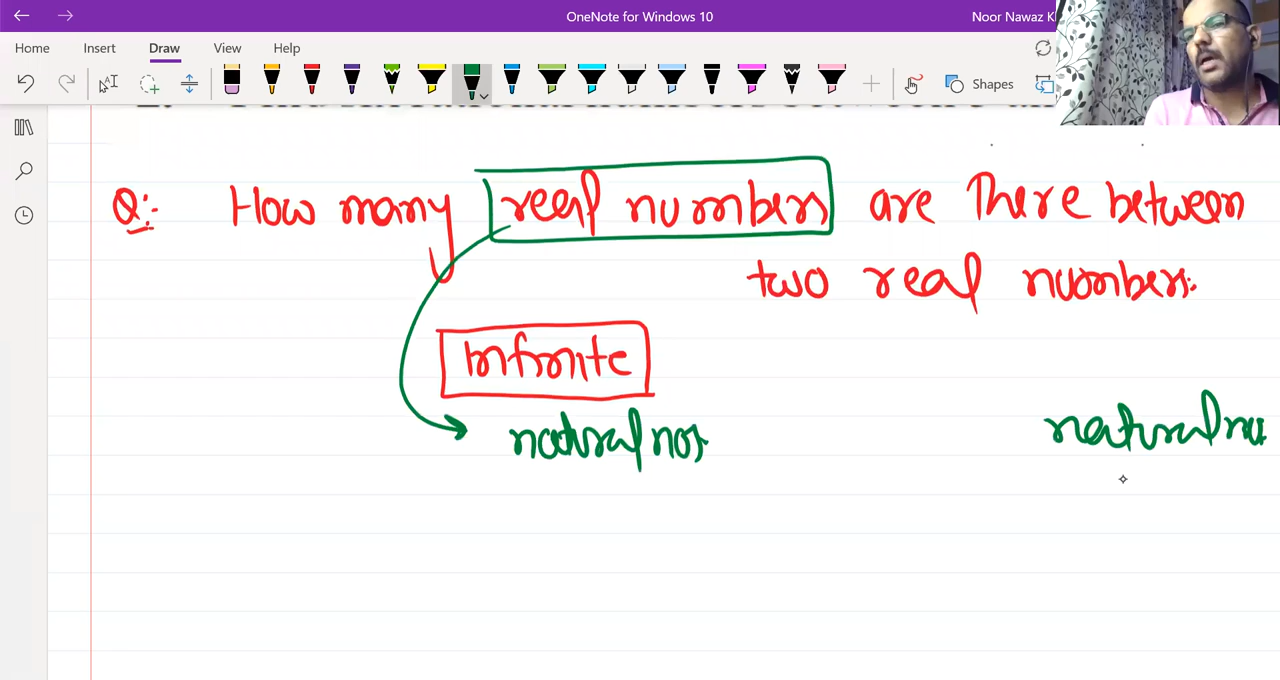 OneNote for Windows 10
Noor Nawaz K
Home Insert Draw View Help
Shapes
Q:- How many real numbers are There between
two real numbers.
Infinite
natural nos natural nu